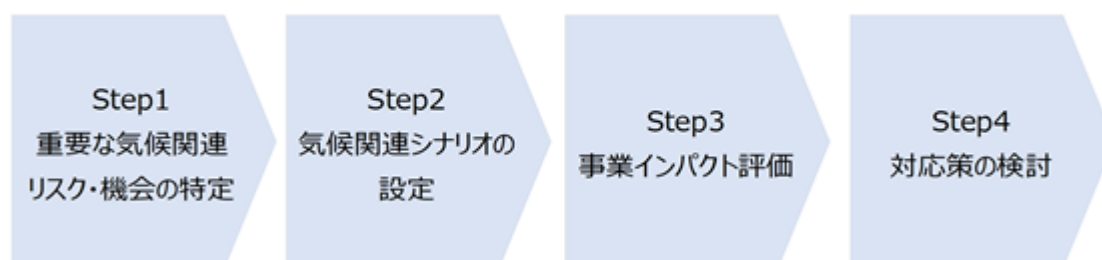 Step1
重要な気候関連
リスク・機会の特定
Step2
気候関連シナリオの
設定
Step3
事業インパクト評価
Step4
対応策の検討